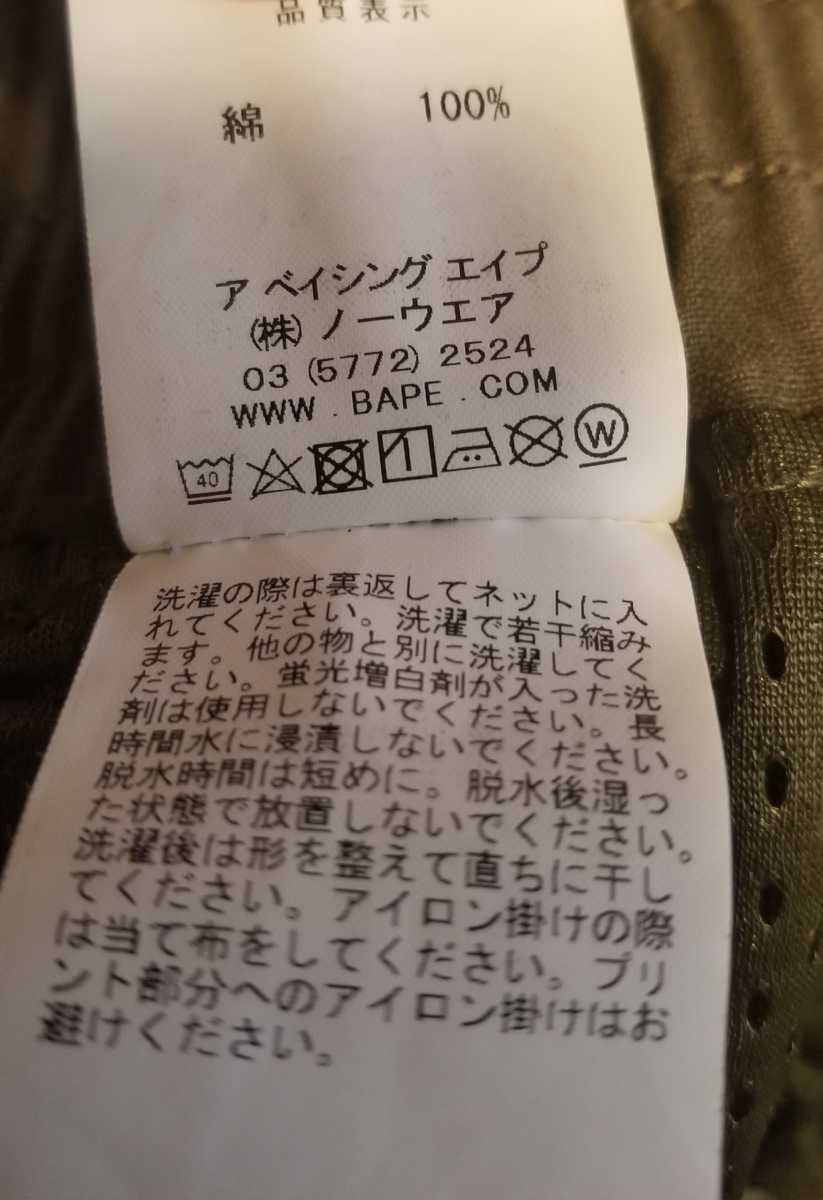 品質表示
綿 100%
ア ベイシング エイプ
(株) ノーウエア
03 (5772) 2524
WWW . BAPE . COM
40 W
洗濯の際は裏返してネットに入
れてください。洗濯で若干縮み
ます。他の物と別に洗濯してく
ださい。蛍光増白剤が入った洗
剤は使用しないでください。長
時間水に浸漬しないでください。
脱水時間は短めに。脱水後湿っ
た状態で放置しないでください。
洗濯後は形を整えて直ちに干し
てください。アイロン掛けの際
は当て布をしてください。プリ
ント部分へのアイロン掛けはお
避けください。